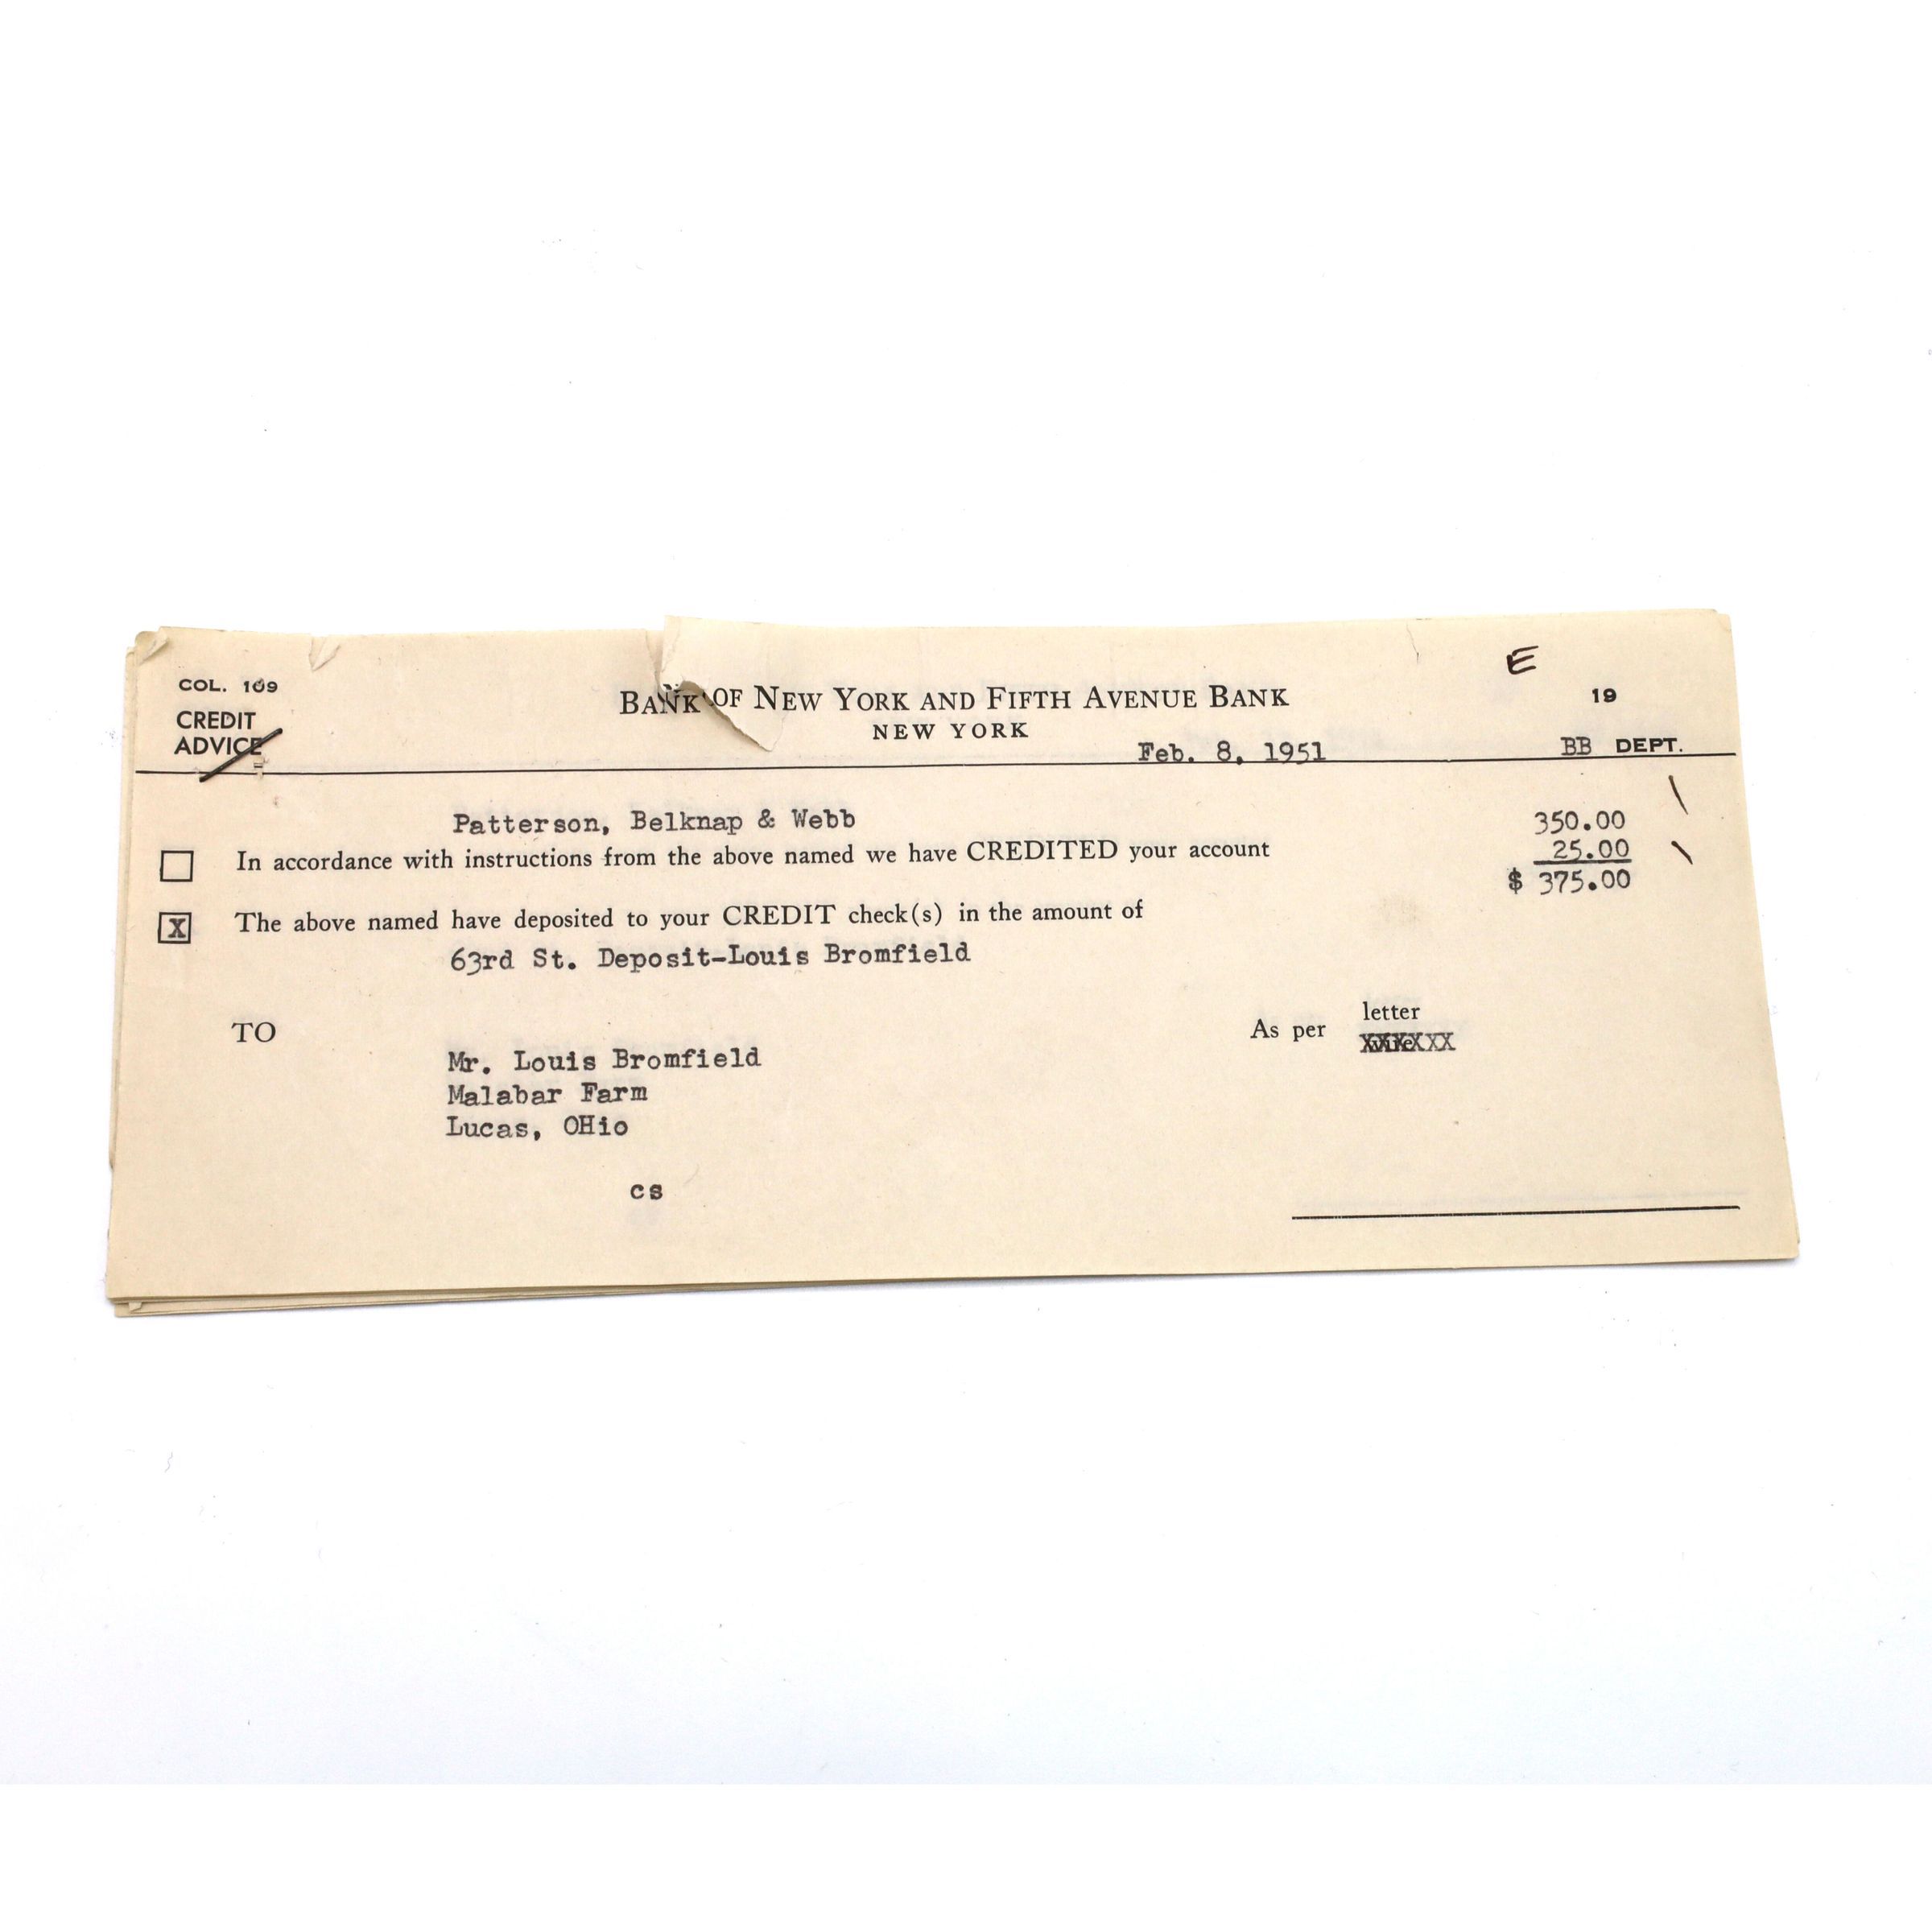 COL. 109
CREDIT
ADVICE
BANK OF NEW YORK AND FIFTH AVENUE BANK
NEW YORK
E
19
Feb. 8, 1951
BB DEPT.
Patterson, Belknap & Webb
350.00
In accordance with instructions from the above named we have CREDITED your account
25.00
$ 375.00
X The above named have deposited to your CREDIT check(s) in the amount of
63rd St. Deposit-Louis Bromfield
TO
As per letter
Mr. Louis Bromfield
Malabar Farm
Lucas, OHio
cs